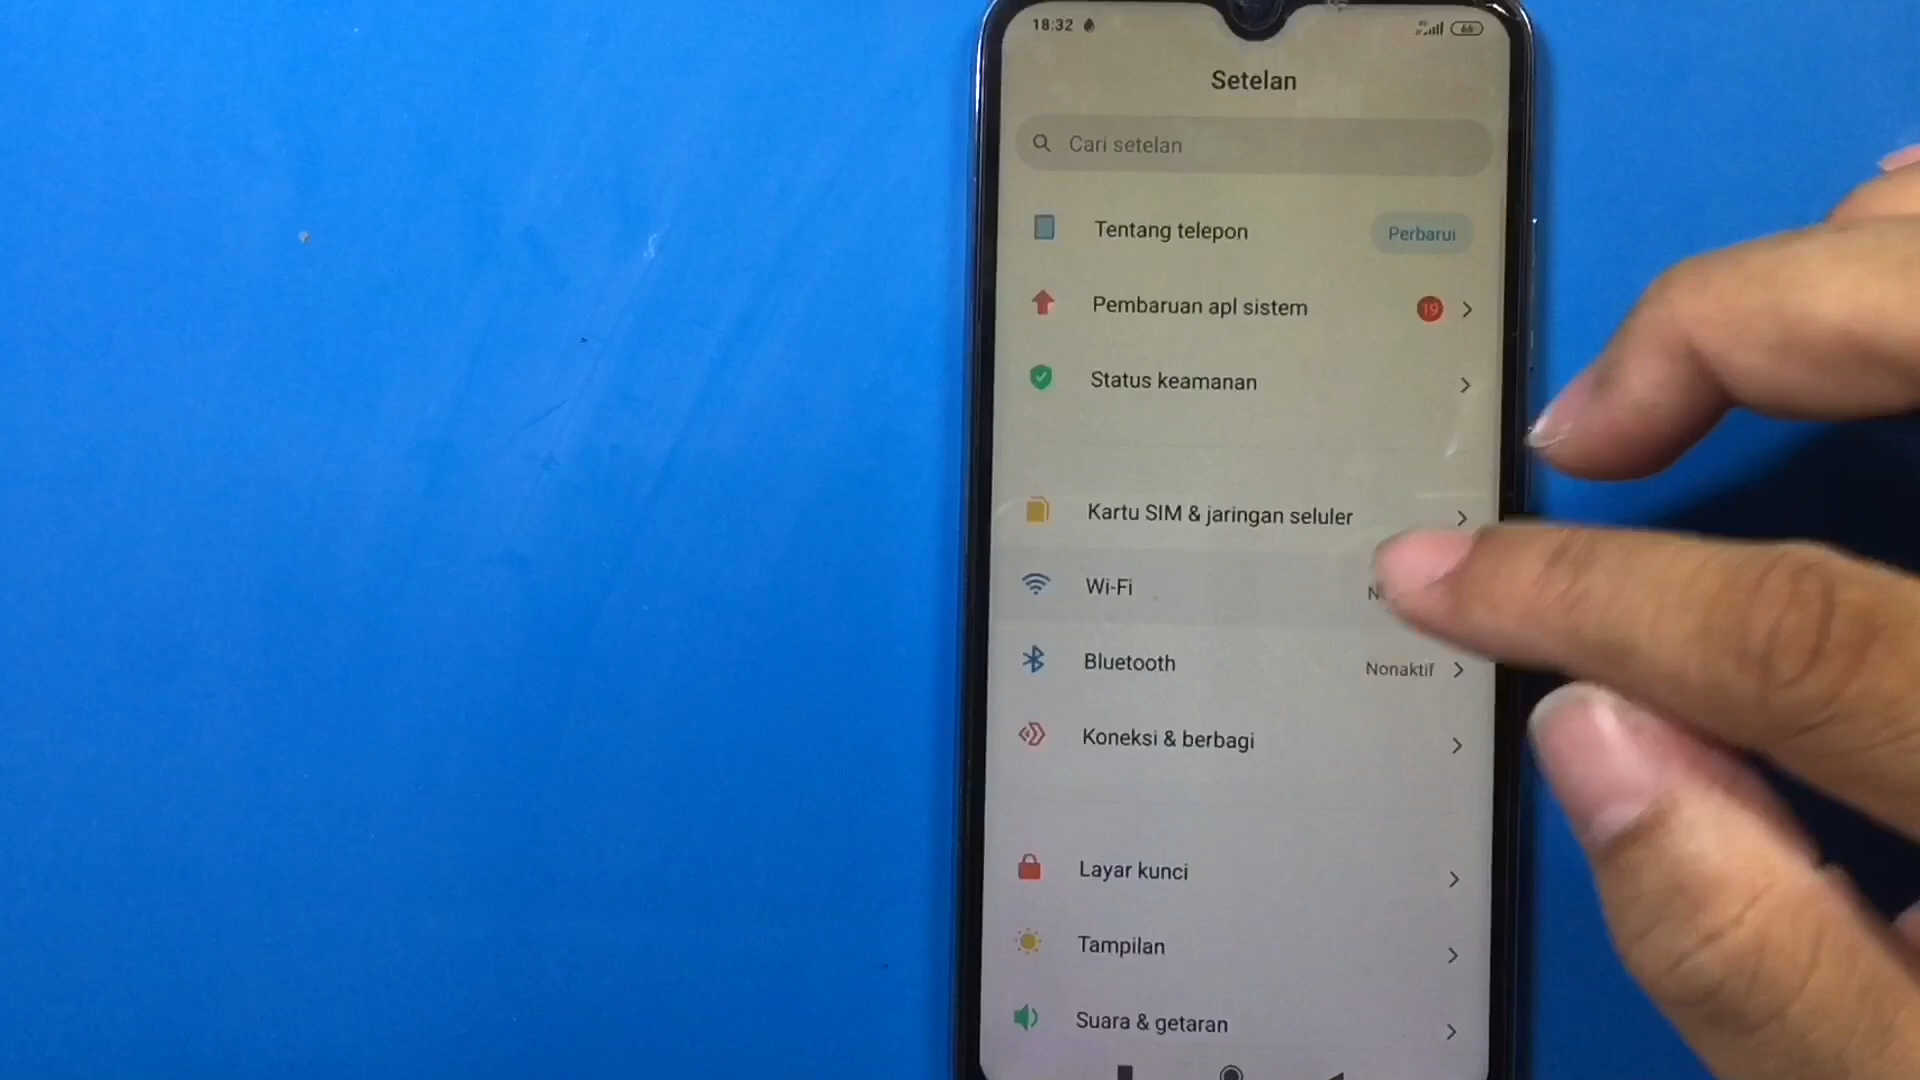 18:32
66
Setelan
Cari setelan
Tentang telepon
Perbarui
Pembaruan apl sistem
19
Status keamanan
Kartu SIM & jaringan seluler
Wi-Fi
Bluetooth
Nonaktif
Koneksi & berbagi
Layar kunci
Tampilan
Suara & getaran